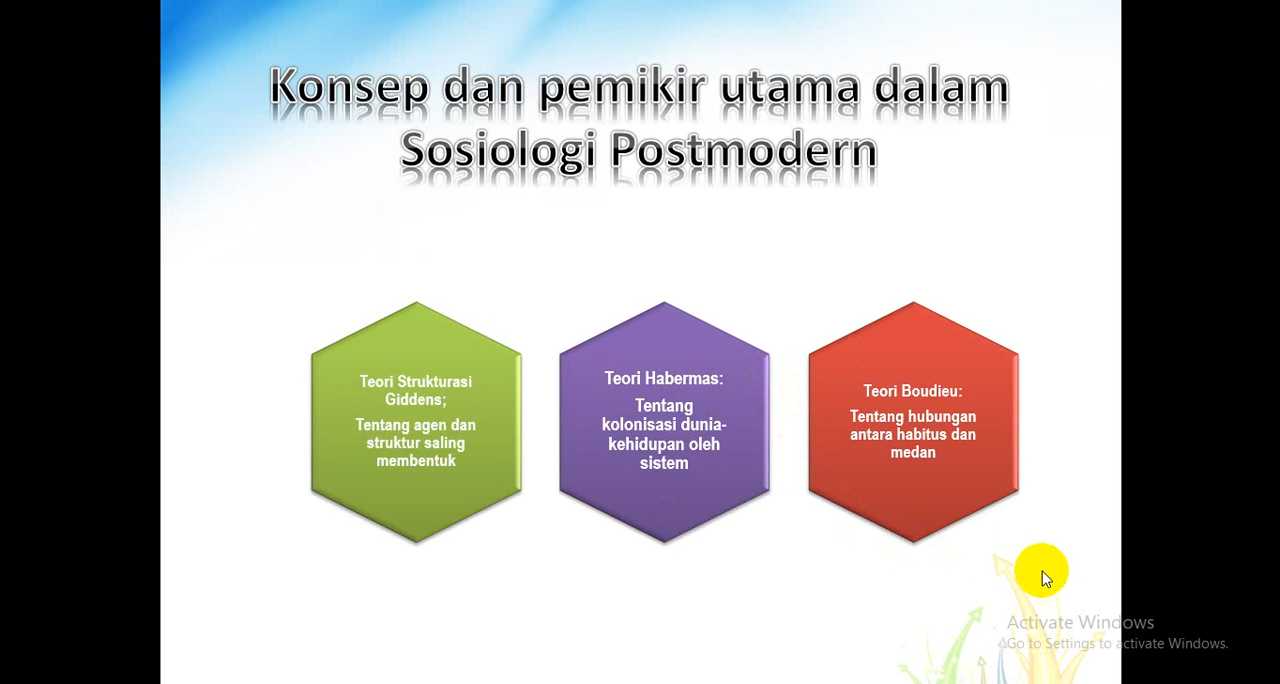 Konsep dan pemikir utama dalam
Sosiologi Postmodern
Teori Strukturasi
Giddens;
Tentang agen dan
struktur saling
membentuk
Teori Habermas:
Tentang
kolonisasi dunia-
kehidupan oleh
sistem
Teori Boudieu:
Tentang hubungan
antara habitus dan
medan
Activate Windows
Go to Settings to activate Windows.